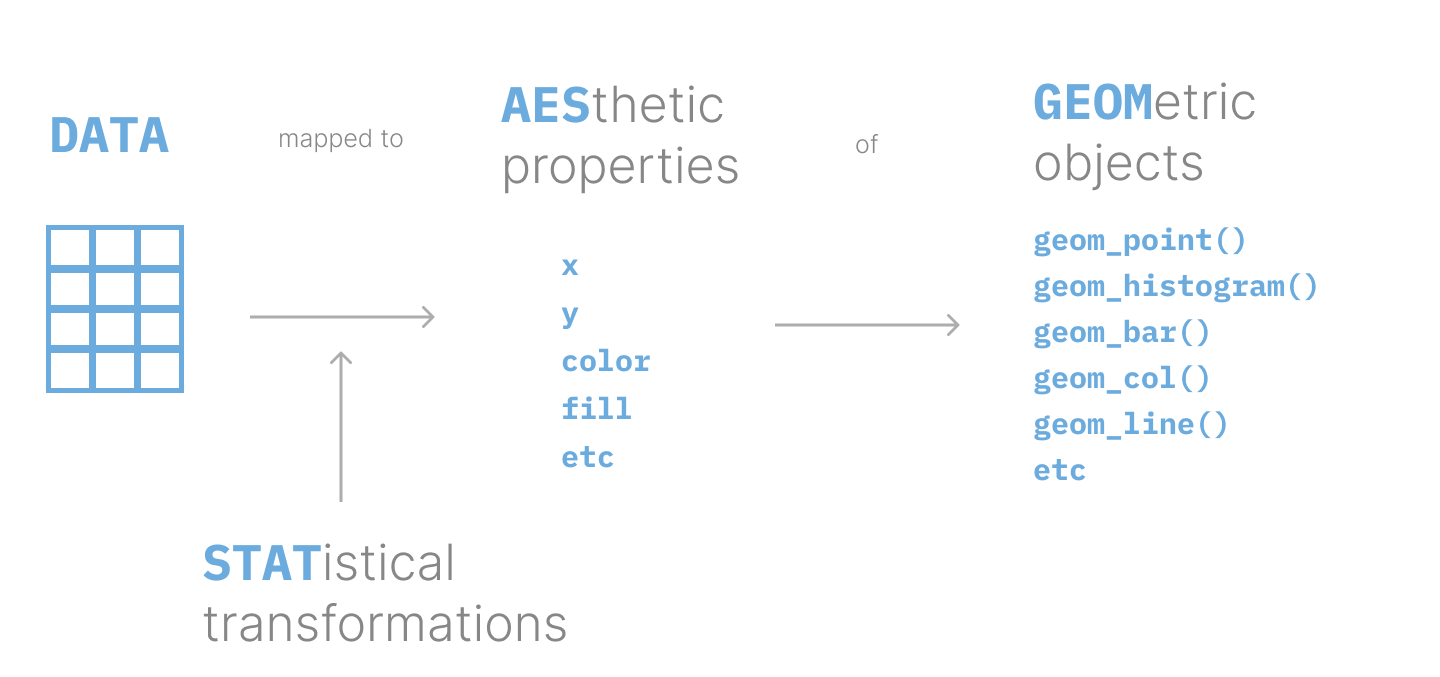 DATA
mapped to
AESthetic
properties
of
GEOMetric
objects
x
y
color
fill
etc
geom_point()
geom_histogram()
geom_bar()
geom_col()
geom_line()
etc
STATistical
transformations